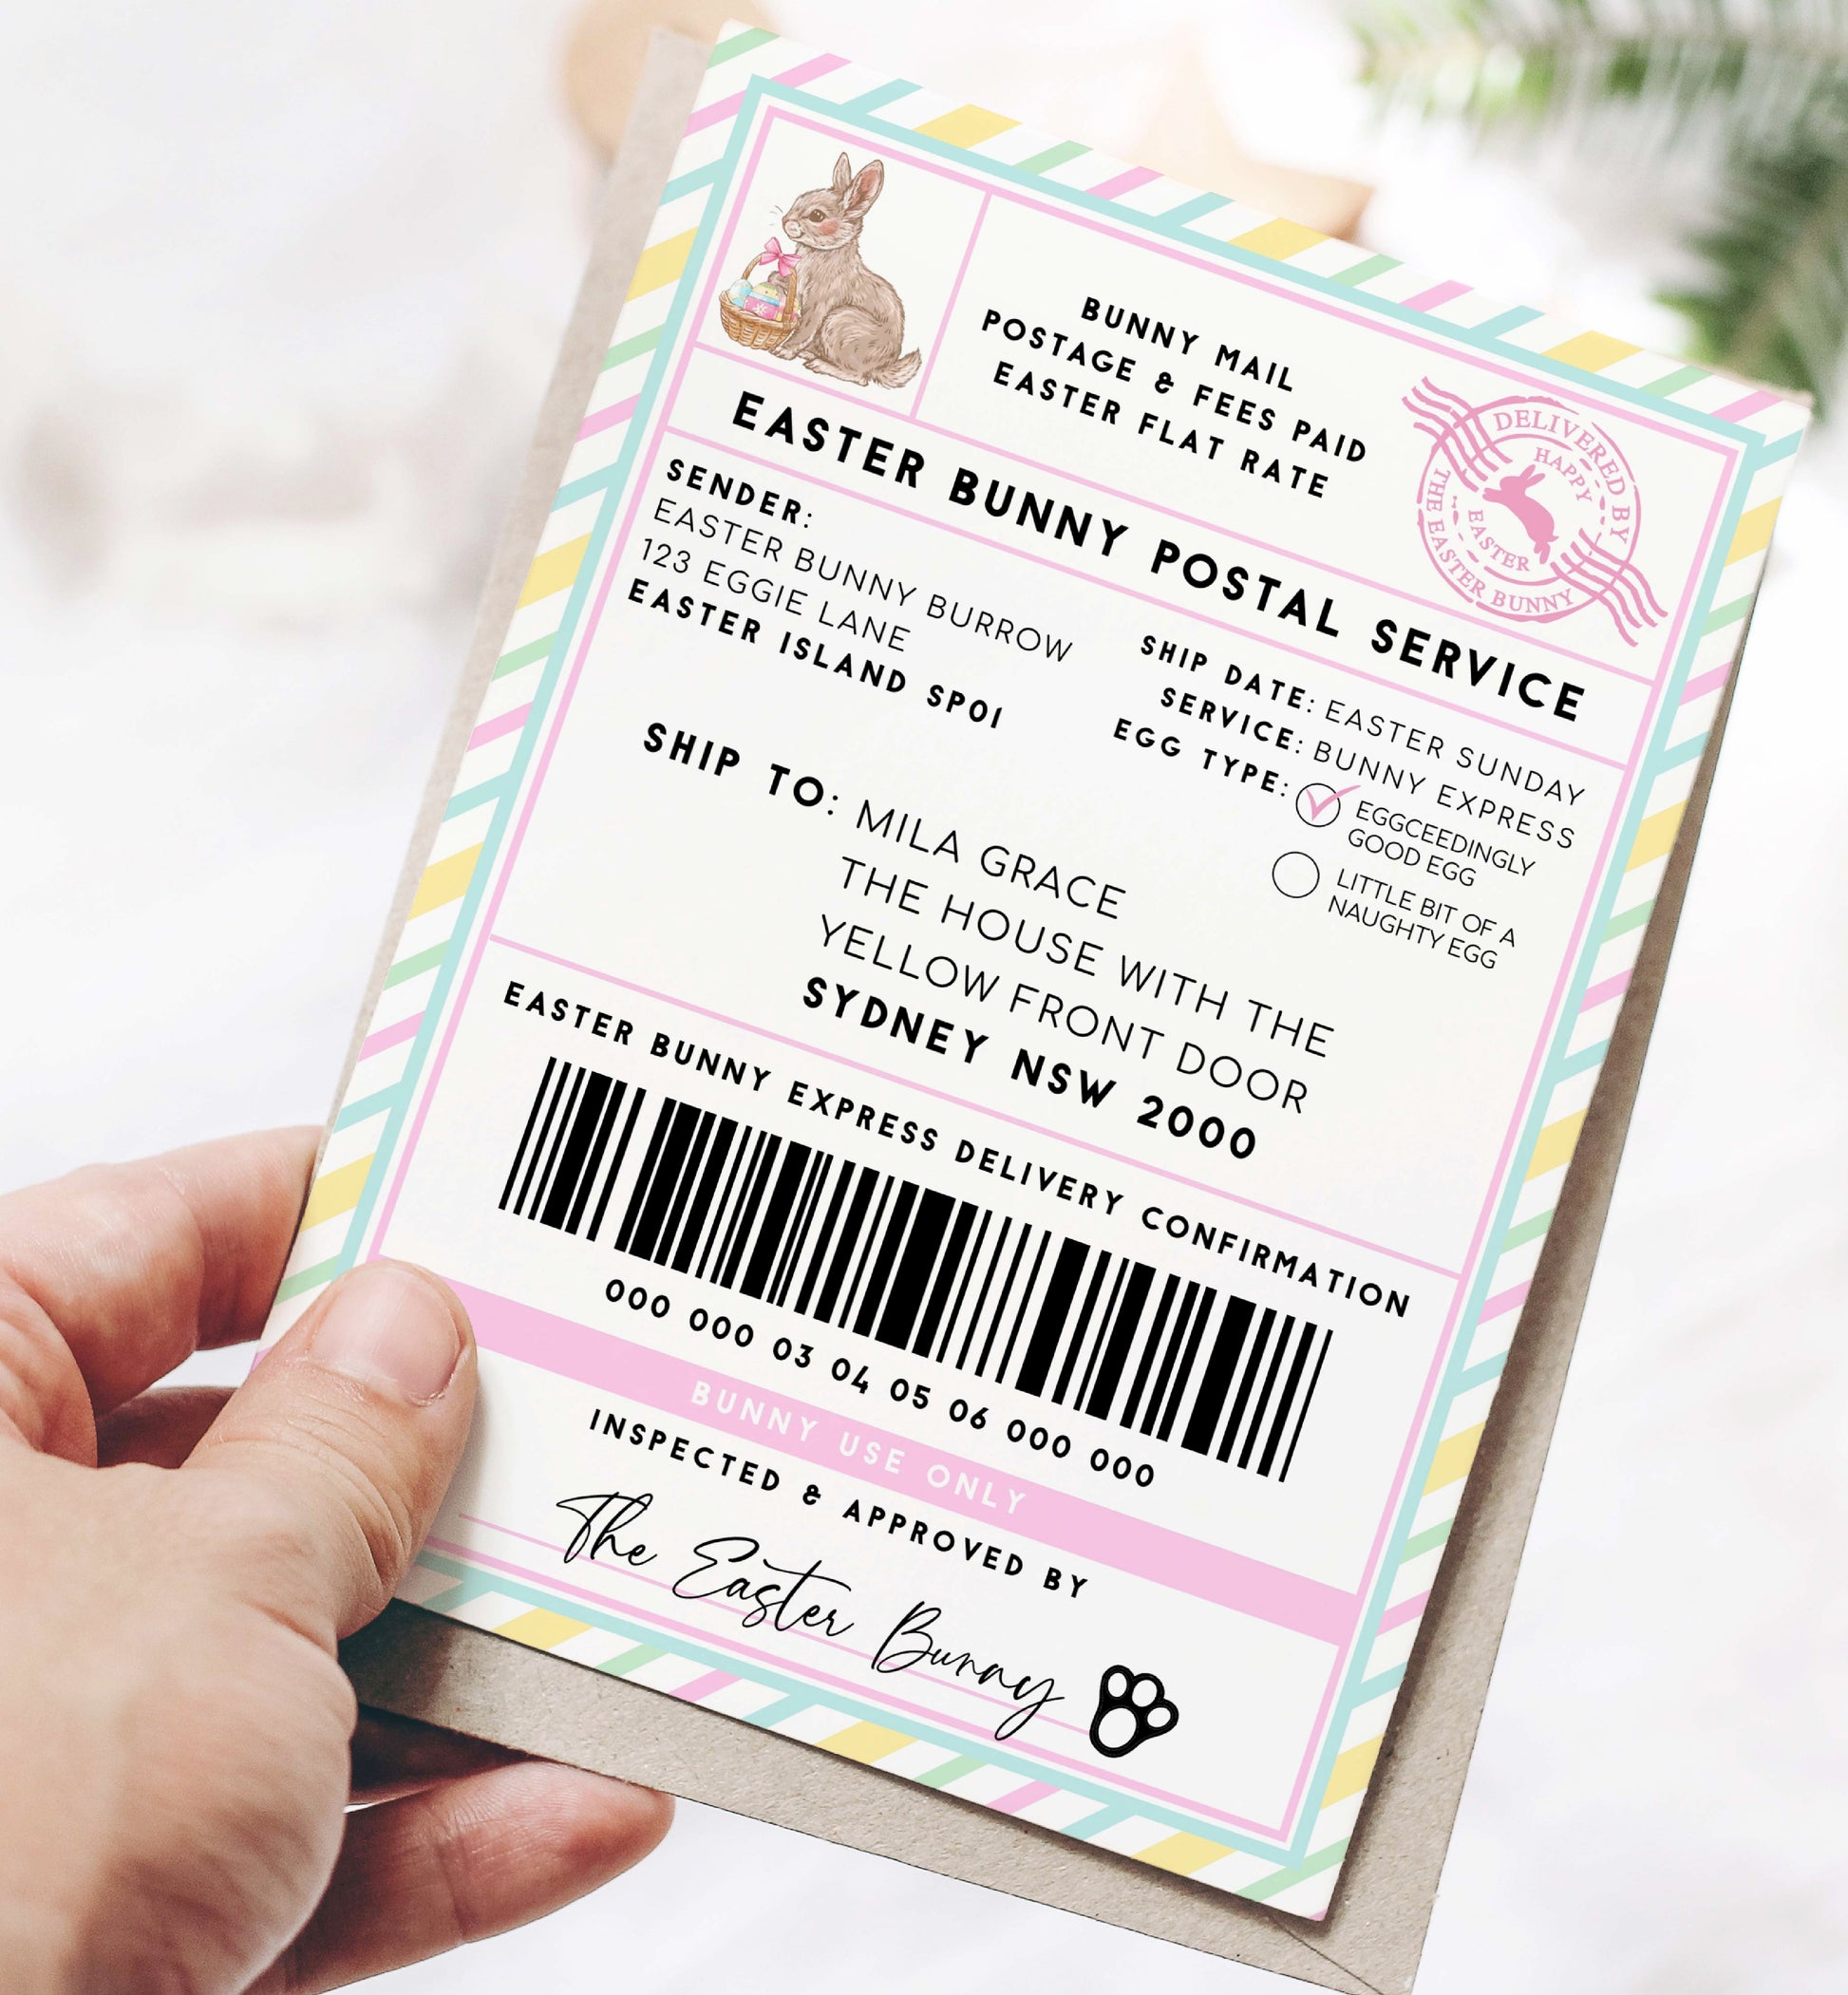 BUNNY MAIL
POSTAGE & FEES PAID
EASTER FLAT RATE
DELIVERED BY
THE EASTER BUNNY
HAPPY
EASTER
EASTER BUNNY POSTAL SERVICE
SENDER:
EASTER BUNNY BURROW
123 EGGIE LANE
EASTER ISLAND SP01
SHIP DATE: EASTER SUNDAY
SERVICE: BUNNY EXPRESS
EGG TYPE:
EGGCEEDINGLY
GOOD EGG
LITTLE BIT OF A
NAUGHTY EGG
SHIP TO: MILA GRACE
THE HOUSE WITH THE
YELLOW FRONT DOOR
SYDNEY NSW 2000
EASTER BUNNY EXPRESS DELIVERY CONFIRMATION
000 000 03 04 05 06 000 000
BUNNY USE ONLY
INSPECTED & APPROVED BY
The Easter Bunny